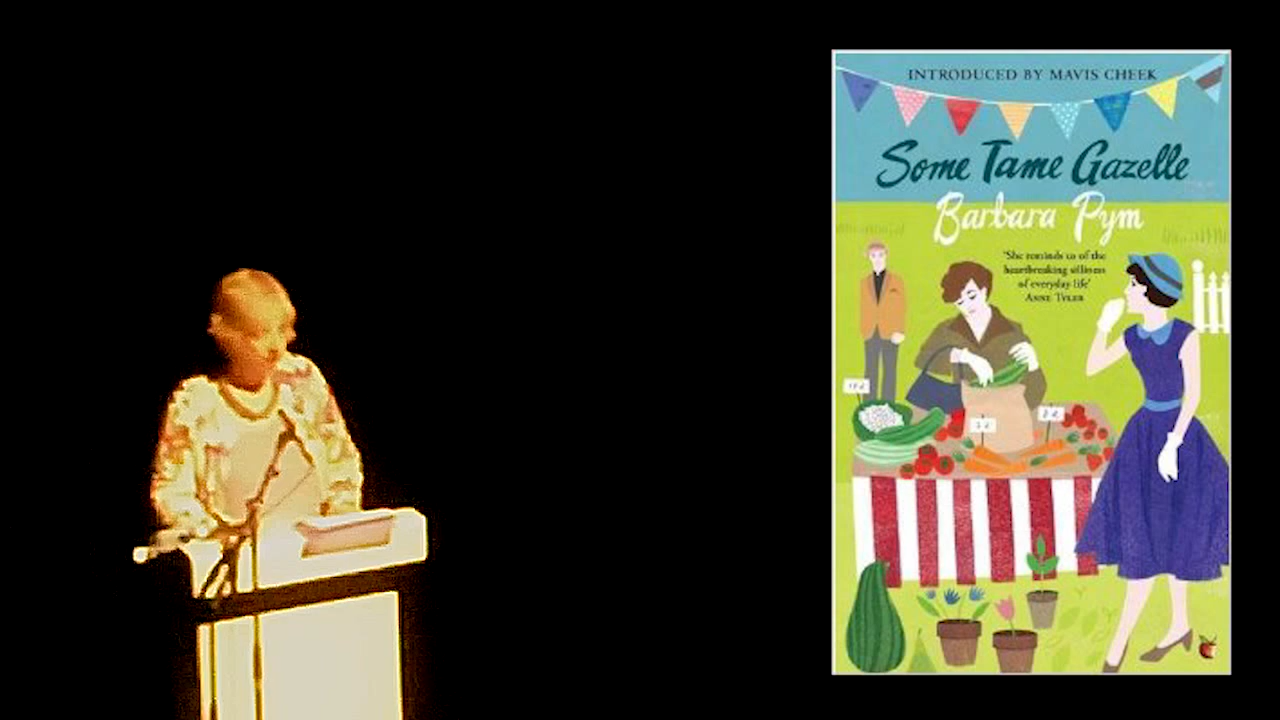 INTRODUCED BY MAVIS CHEEK
Some Tame Gazelle
Barbara Pym
'She reminds us of the
heartbreaking silliness
of everyday life'
ANNE TYLER